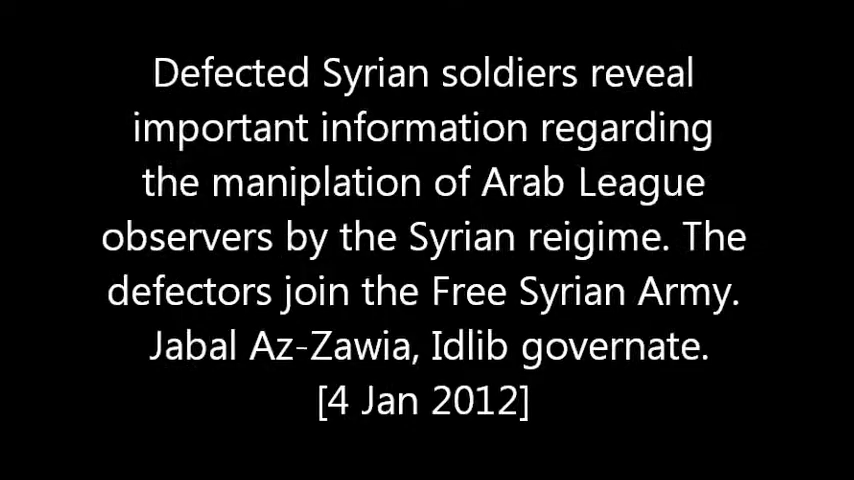 Defected Syrian soldiers reveal
important information regarding
the maniplation of Arab League
observers by the Syrian reigime. The
defectors join the Free Syrian Army.
Jabal Az-Zawia, Idlib governate.
[4 Jan 2012]